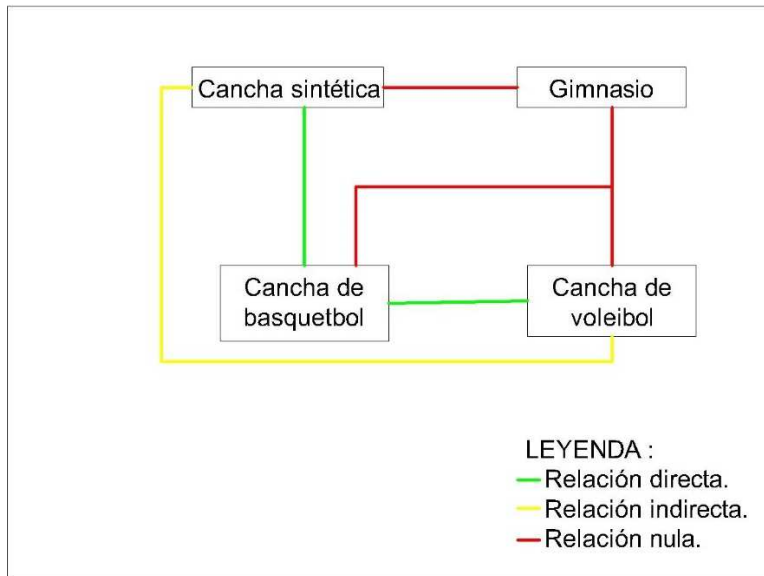 Cancha sintética
Gimnasio
Cancha de
basquetbol
Cancha de
voleibol
LEYENDA :
Relación directa.
Relación indirecta.
Relación nula.